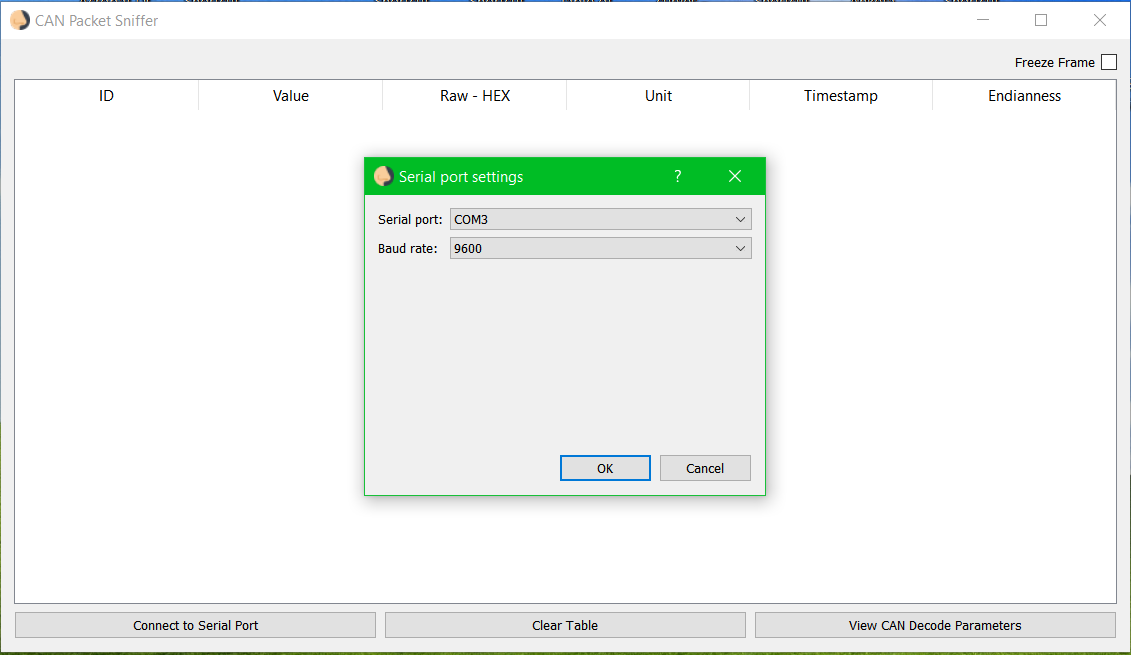 CAN Packet Sniffer
Freeze Frame
ID Value Raw - HEX Unit Timestamp Endianness
Serial port settings ?
Serial port: COM3
Baud rate: 9600
OK Cancel
Connect to Serial Port Clear Table View CAN Decode Parameters